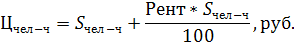 Цчел−ч = Sчел−ч + Рент * Sчел−ч / 100, руб.